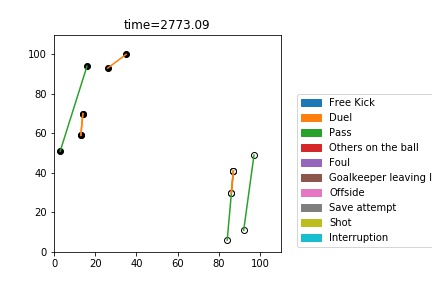 time=2773.09
100
80
60
40
20
0
0 20 40 60 80 100
Free Kick
Duel
Pass
Others on the ball
Foul
Goalkeeper leaving l
Offside
Save attempt
Shot
Interruption